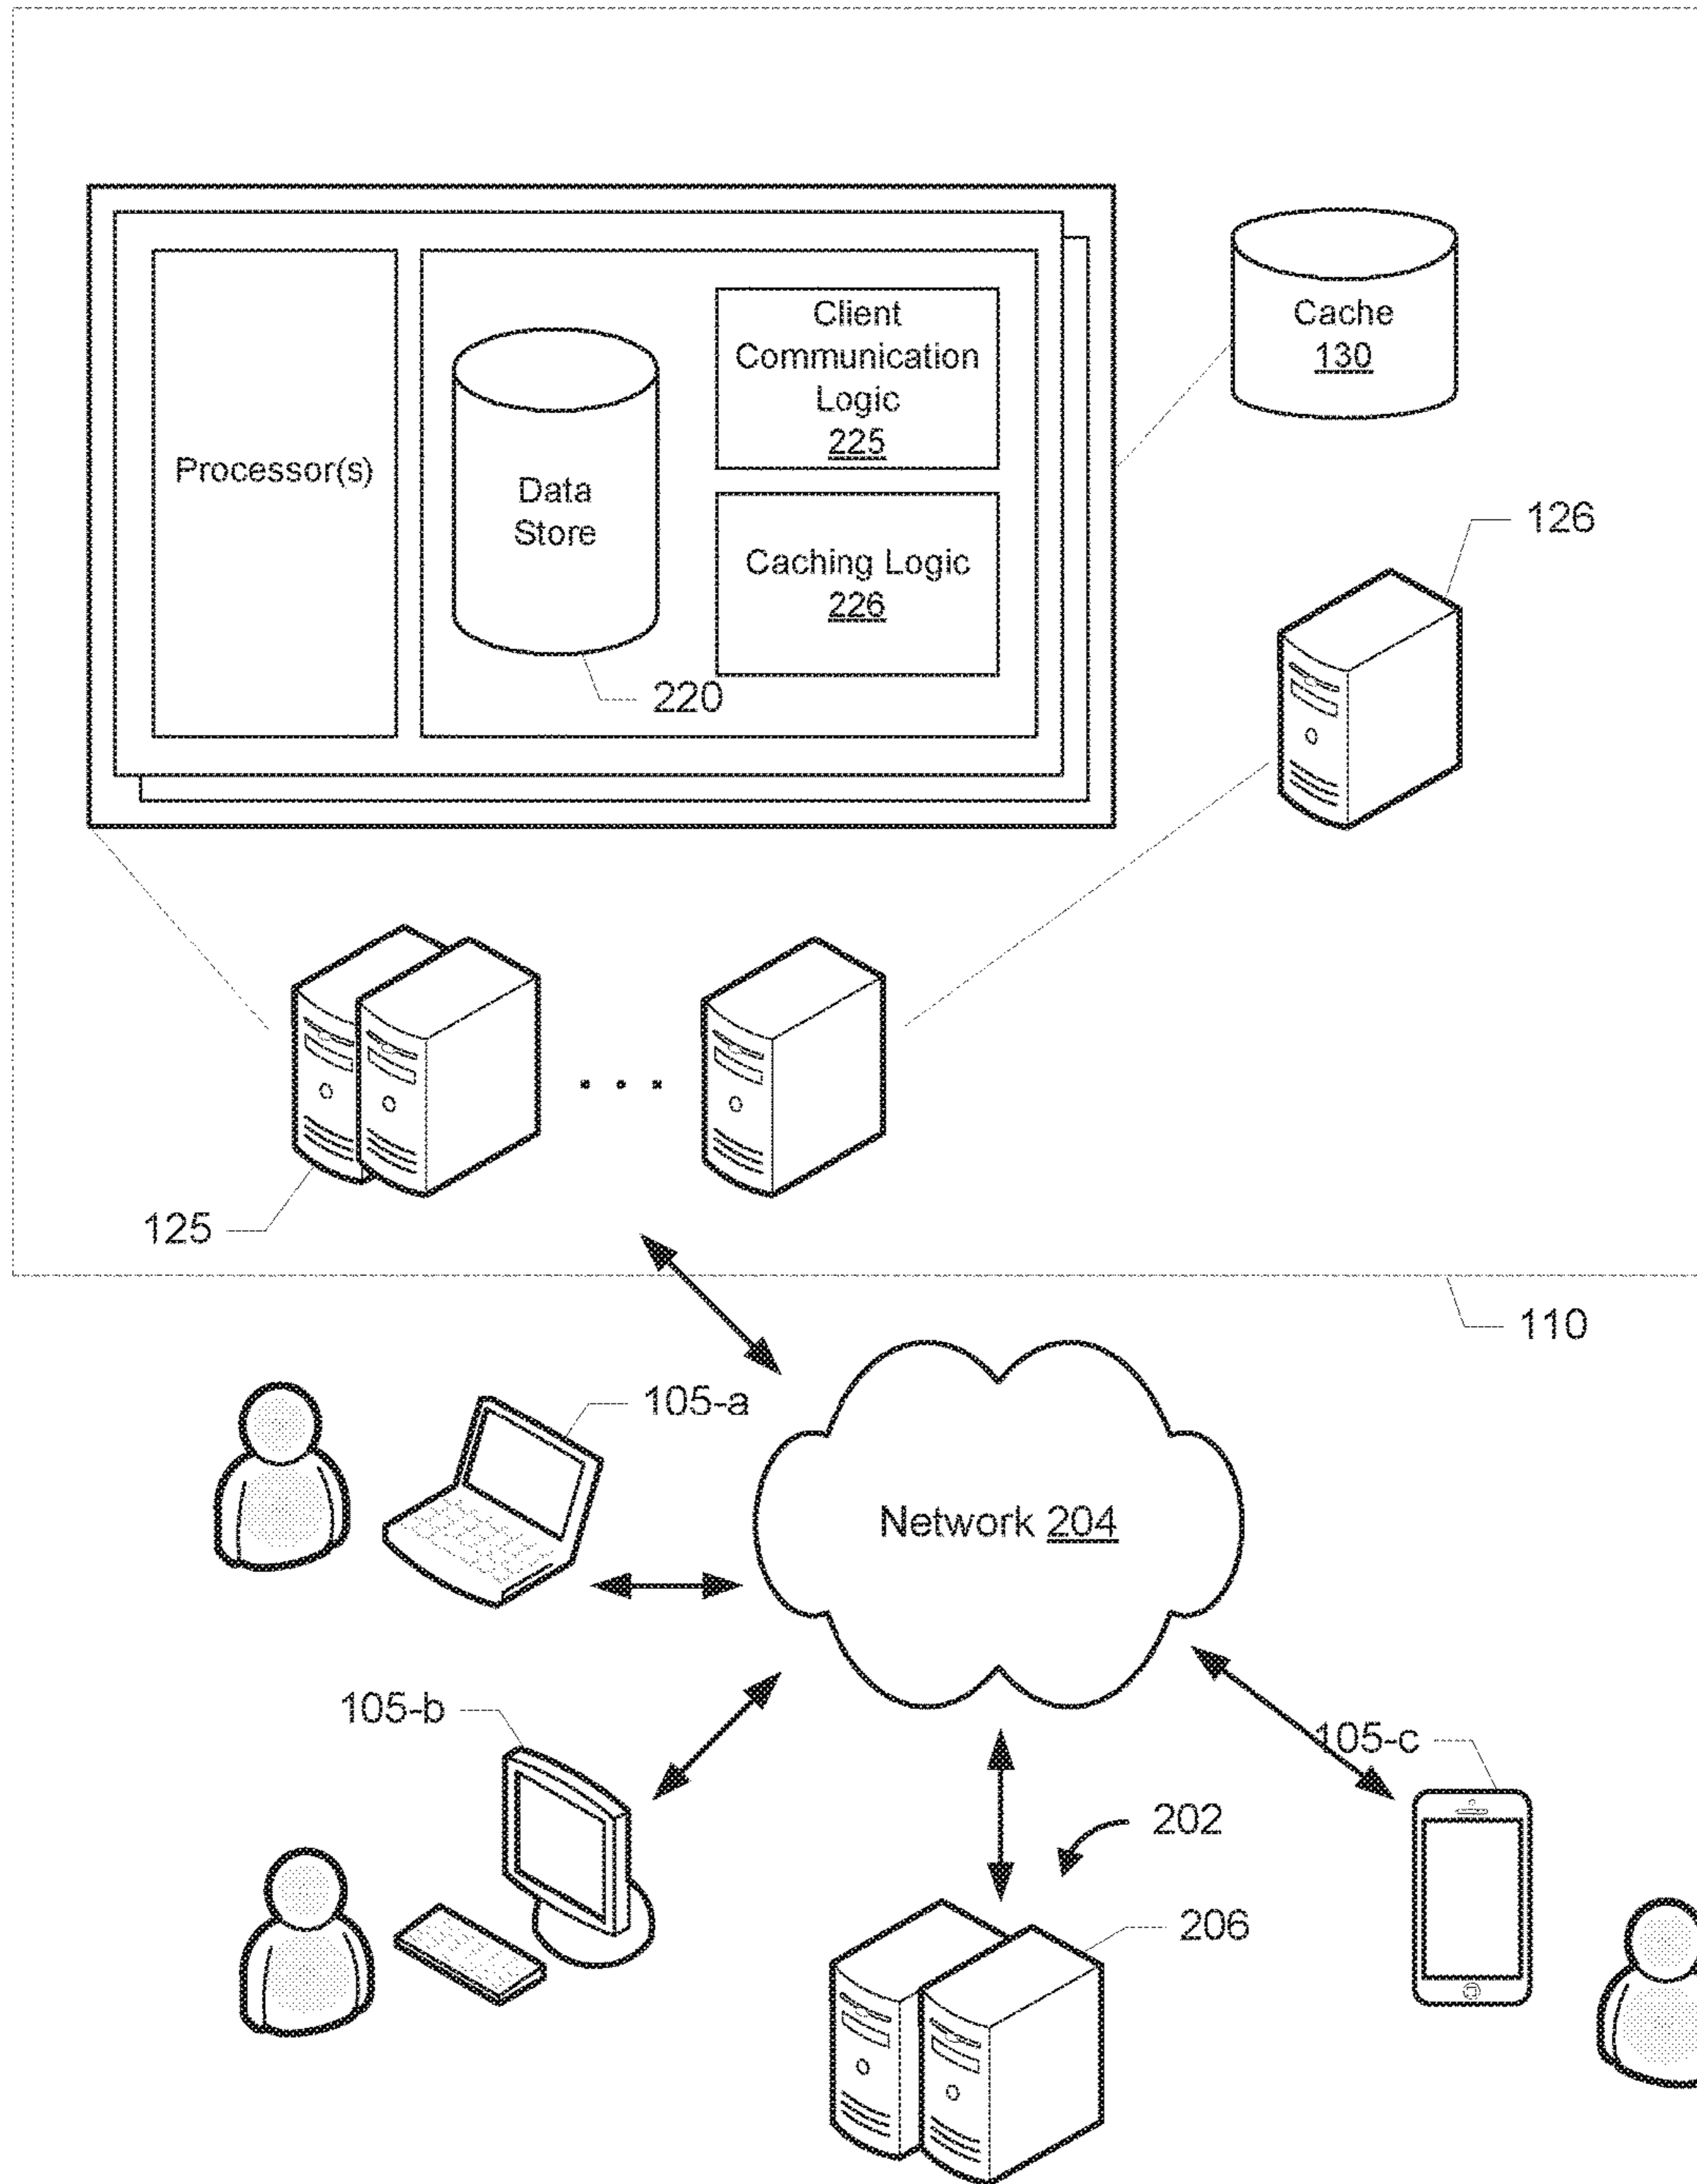 Client
Communication
Logic
225
Cache
130
Processor(s)
Data
Store
Caching Logic
226
126
220
125
110
105-a
Network 204
105-b
105-c
202
206